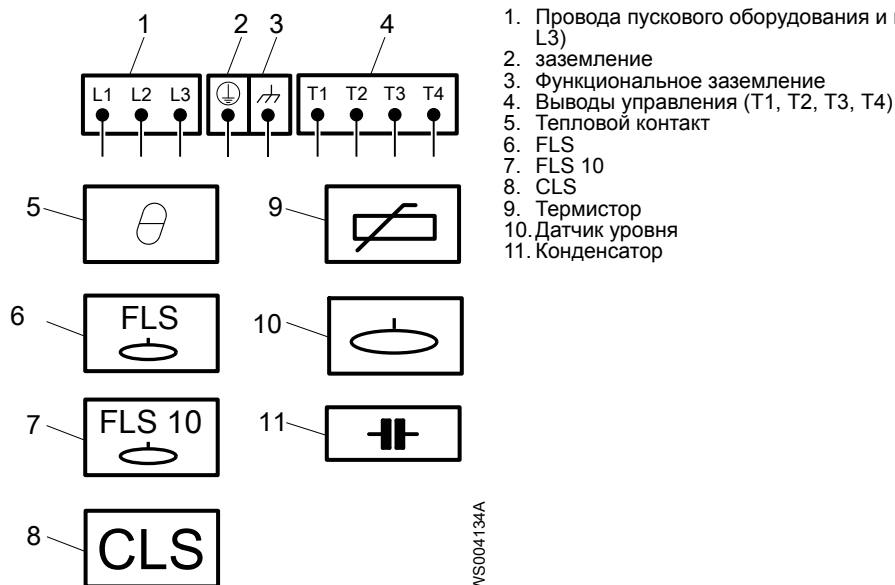 1 2 3 4
L1 L2 L3 T1 T2 T3 T4
5
6 FLS
7 FLS 10
8 CLS
9
10
11
WS004134A
1. Провода пускового оборудования и
L3)
2. заземление
3. Функциональное заземление
4. Выводы управления (T1, T2, T3, T4)
5. Тепловой контакт
6. FLS
7. FLS 10
8. CLS
9. Термистор
10. Датчик уровня
11. Конденсатор